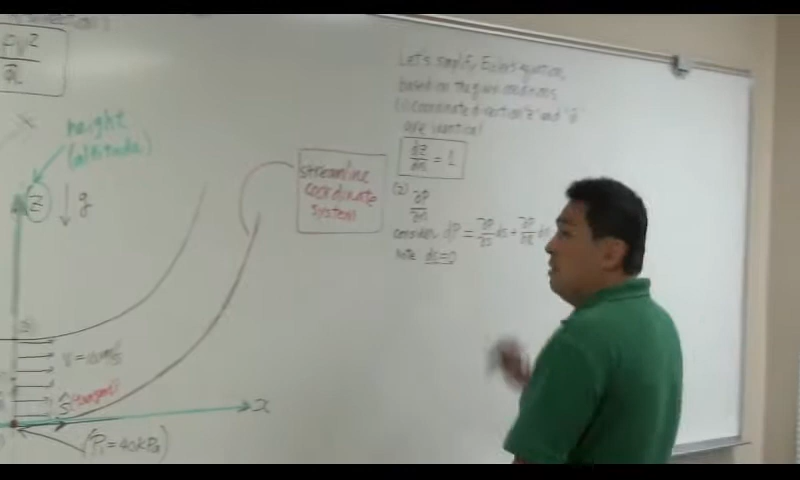 ρV²
R
height
(altitude)
z
g
streamline
coordinate
system
V = 10 m/s
ŝ (tangent)
x
(P₁ = 40 kPa)
Let's simplify Euler's equation,
based on the given conditions
(1) Coordinate direction "z" and "n̂"
are identical
dz/dn = 1
(2) ∂P/∂n
Consider dP = ∂P/∂s ds + ∂P/∂n dn
Note ds=0